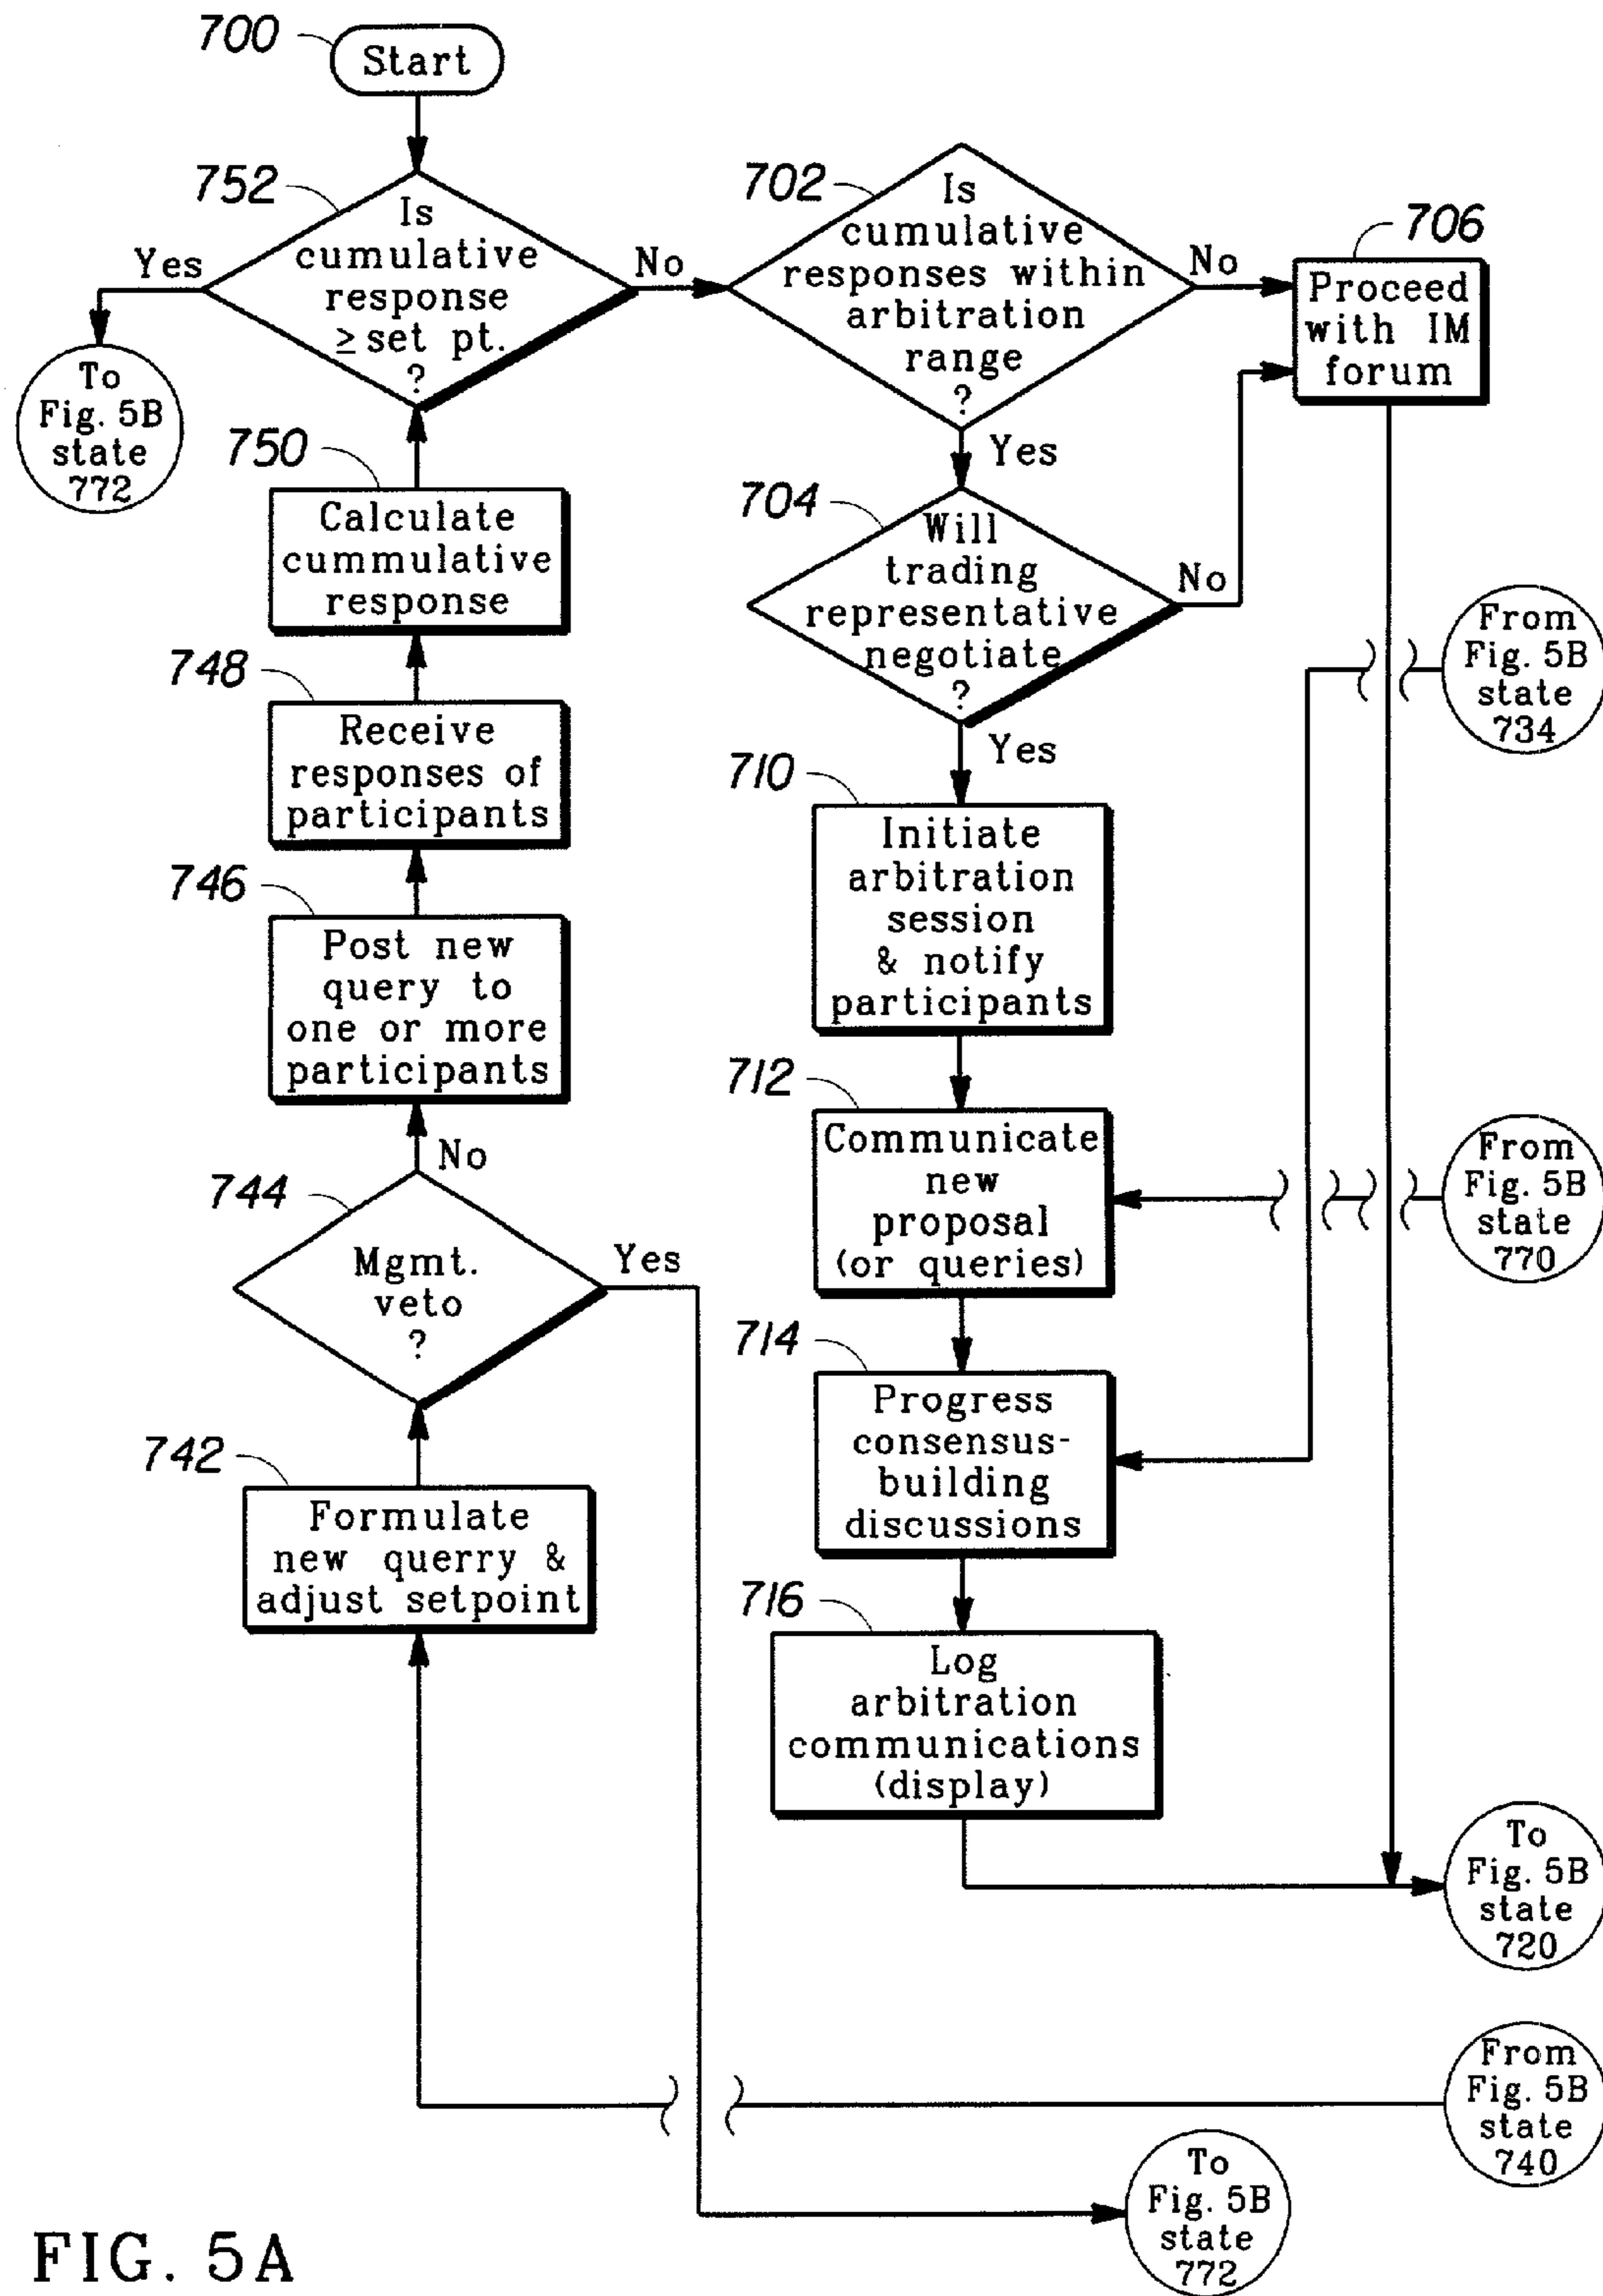 700
Start
752
Is
cumulative
response
≥ set pt.
?
Yes
No
To
Fig. 5B
state
772
702
Is
cumulative
responses within
arbitration
range
?
No
Yes
706
Proceed
with IM
forum
704
Will
trading
representative
negotiate
?
No
Yes
750
Calculate
cummulative
response
748
Receive
responses of
participants
746
Post new
query to
one or more
participants
No
744
Mgmt.
veto
?
Yes
742
Formulate
new querry &
adjust setpoint
710
Initiate
arbitration
session
& notify
participants
712
Communicate
new
proposal
(or queries)
714
Progress
consensus-
building
discussions
716
Log
arbitration
communications
(display)
From
Fig. 5B
state
734
From
Fig. 5B
state
770
To
Fig. 5B
state
720
From
Fig. 5B
state
740
To
Fig. 5B
state
772
FIG. 5A